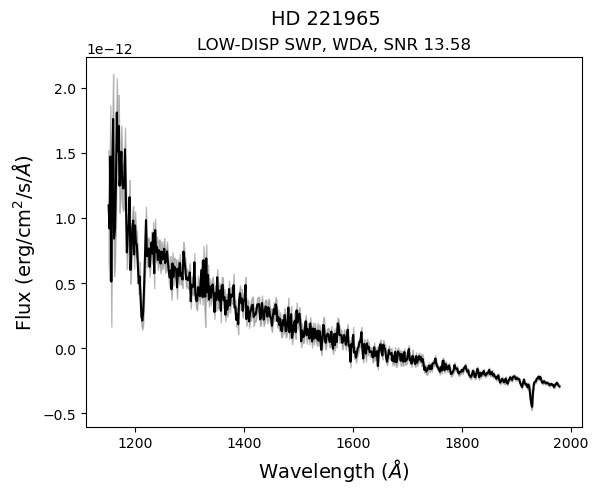 HD 221965
LOW-DISP SWP, WDA, SNR 13.58
1e−12
2.0
1.5
1.0
0.5
0.0
−0.5
Flux (erg/cm²/s/Å)
1200 1400 1600 1800 2000
Wavelength (Å)